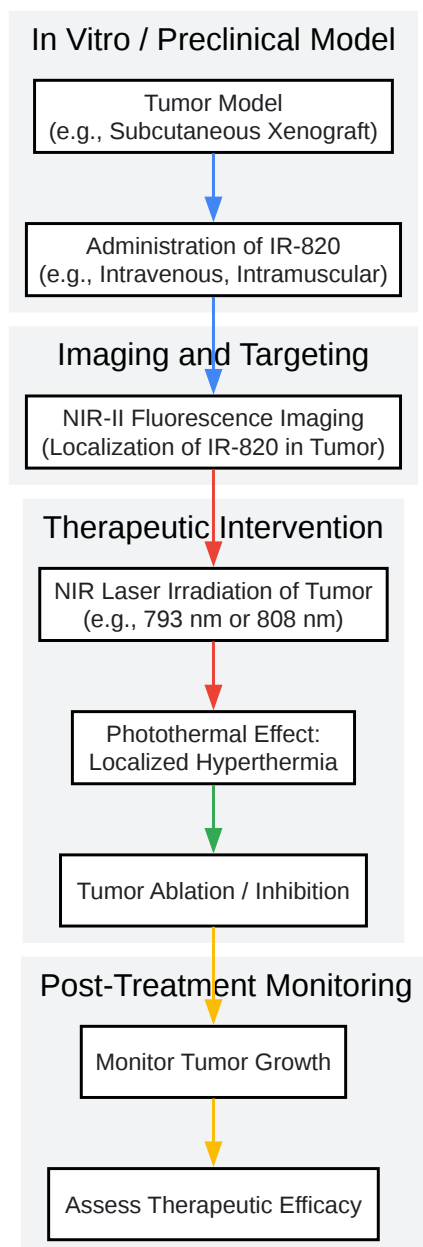 In Vitro / Preclinical Model
Tumor Model
(e.g., Subcutaneous Xenograft)
Administration of IR-820
(e.g., Intravenous, Intramuscular)
Imaging and Targeting
NIR-II Fluorescence Imaging
(Localization of IR-820 in Tumor)
Therapeutic Intervention
NIR Laser Irradiation of Tumor
(e.g., 793 nm or 808 nm)
Photothermal Effect:
Localized Hyperthermia
Tumor Ablation / Inhibition
Post-Treatment Monitoring
Monitor Tumor Growth
Assess Therapeutic Efficacy